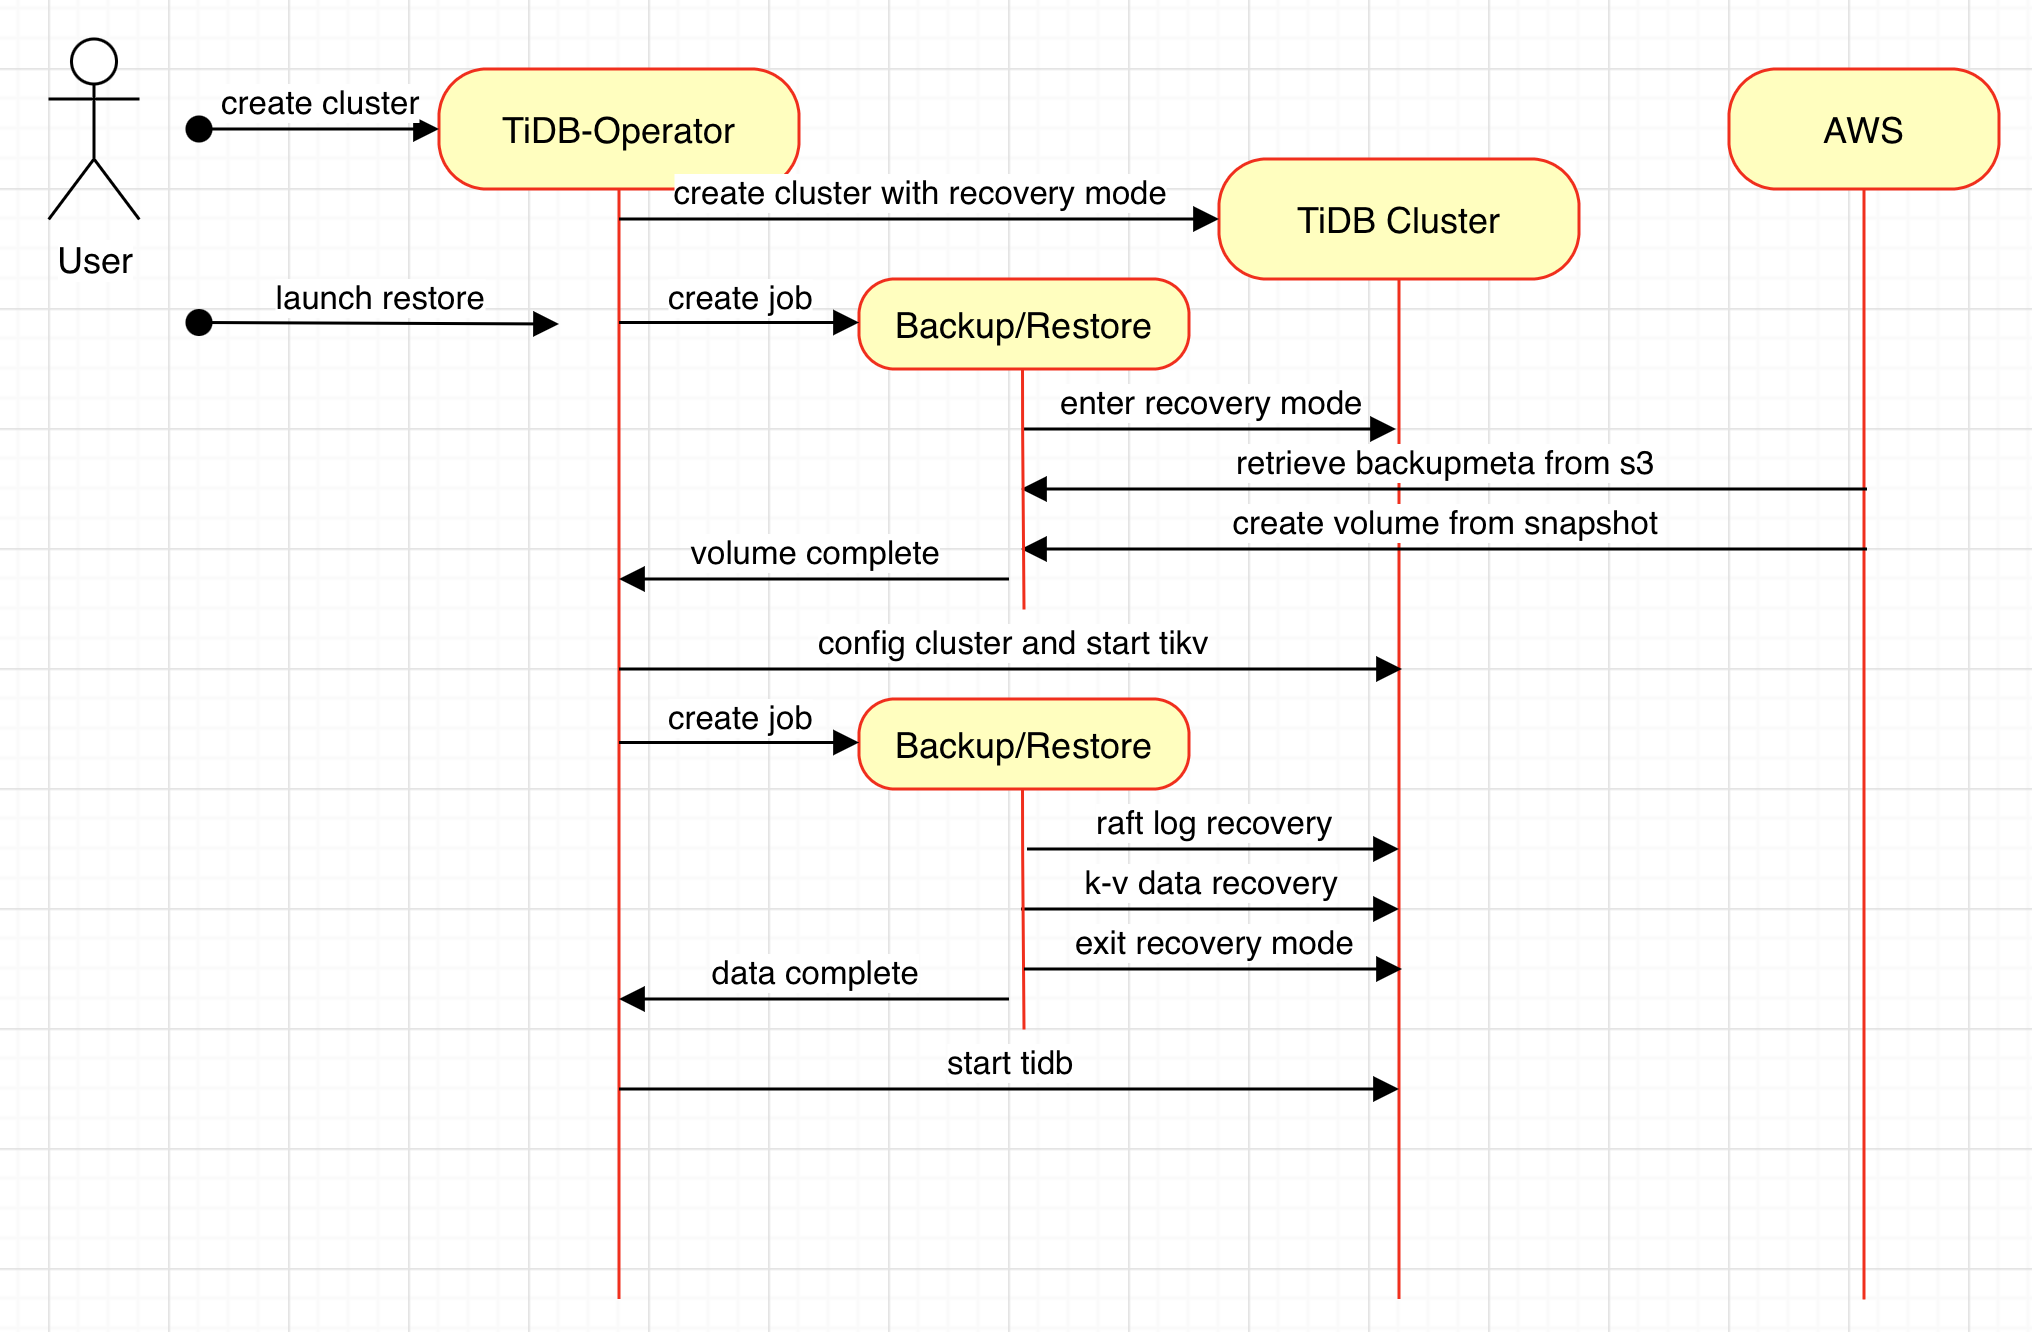 create cluster
TiDB-Operator
AWS
create cluster with recovery mode
TiDB Cluster
User
launch restore
create job
Backup/Restore
enter recovery mode
retrieve backupmeta from s3
create volume from snapshot
volume complete
config cluster and start tikv
create job
Backup/Restore
raft log recovery
k-v data recovery
exit recovery mode
data complete
start tidb